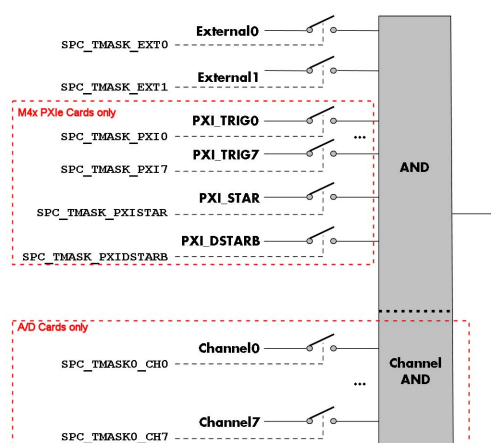 External0
SPC_TMASK_EXT0
External1
SPC_TMASK_EXT1
M4x PXIe Cards only
PXI_TRIG0
SPC_TMASK_PXI0
...
PXI_TRIG7
SPC_TMASK_PXI7
AND
PXI_STAR
SPC_TMASK_PXISTAR
PXI_DSTARB
SPC_TMASK_PXIDSTARB
A/D Cards only
Channel0
SPC_TMASK0_CH0
Channel
AND
...
Channel7
SPC_TMASK0_CH7